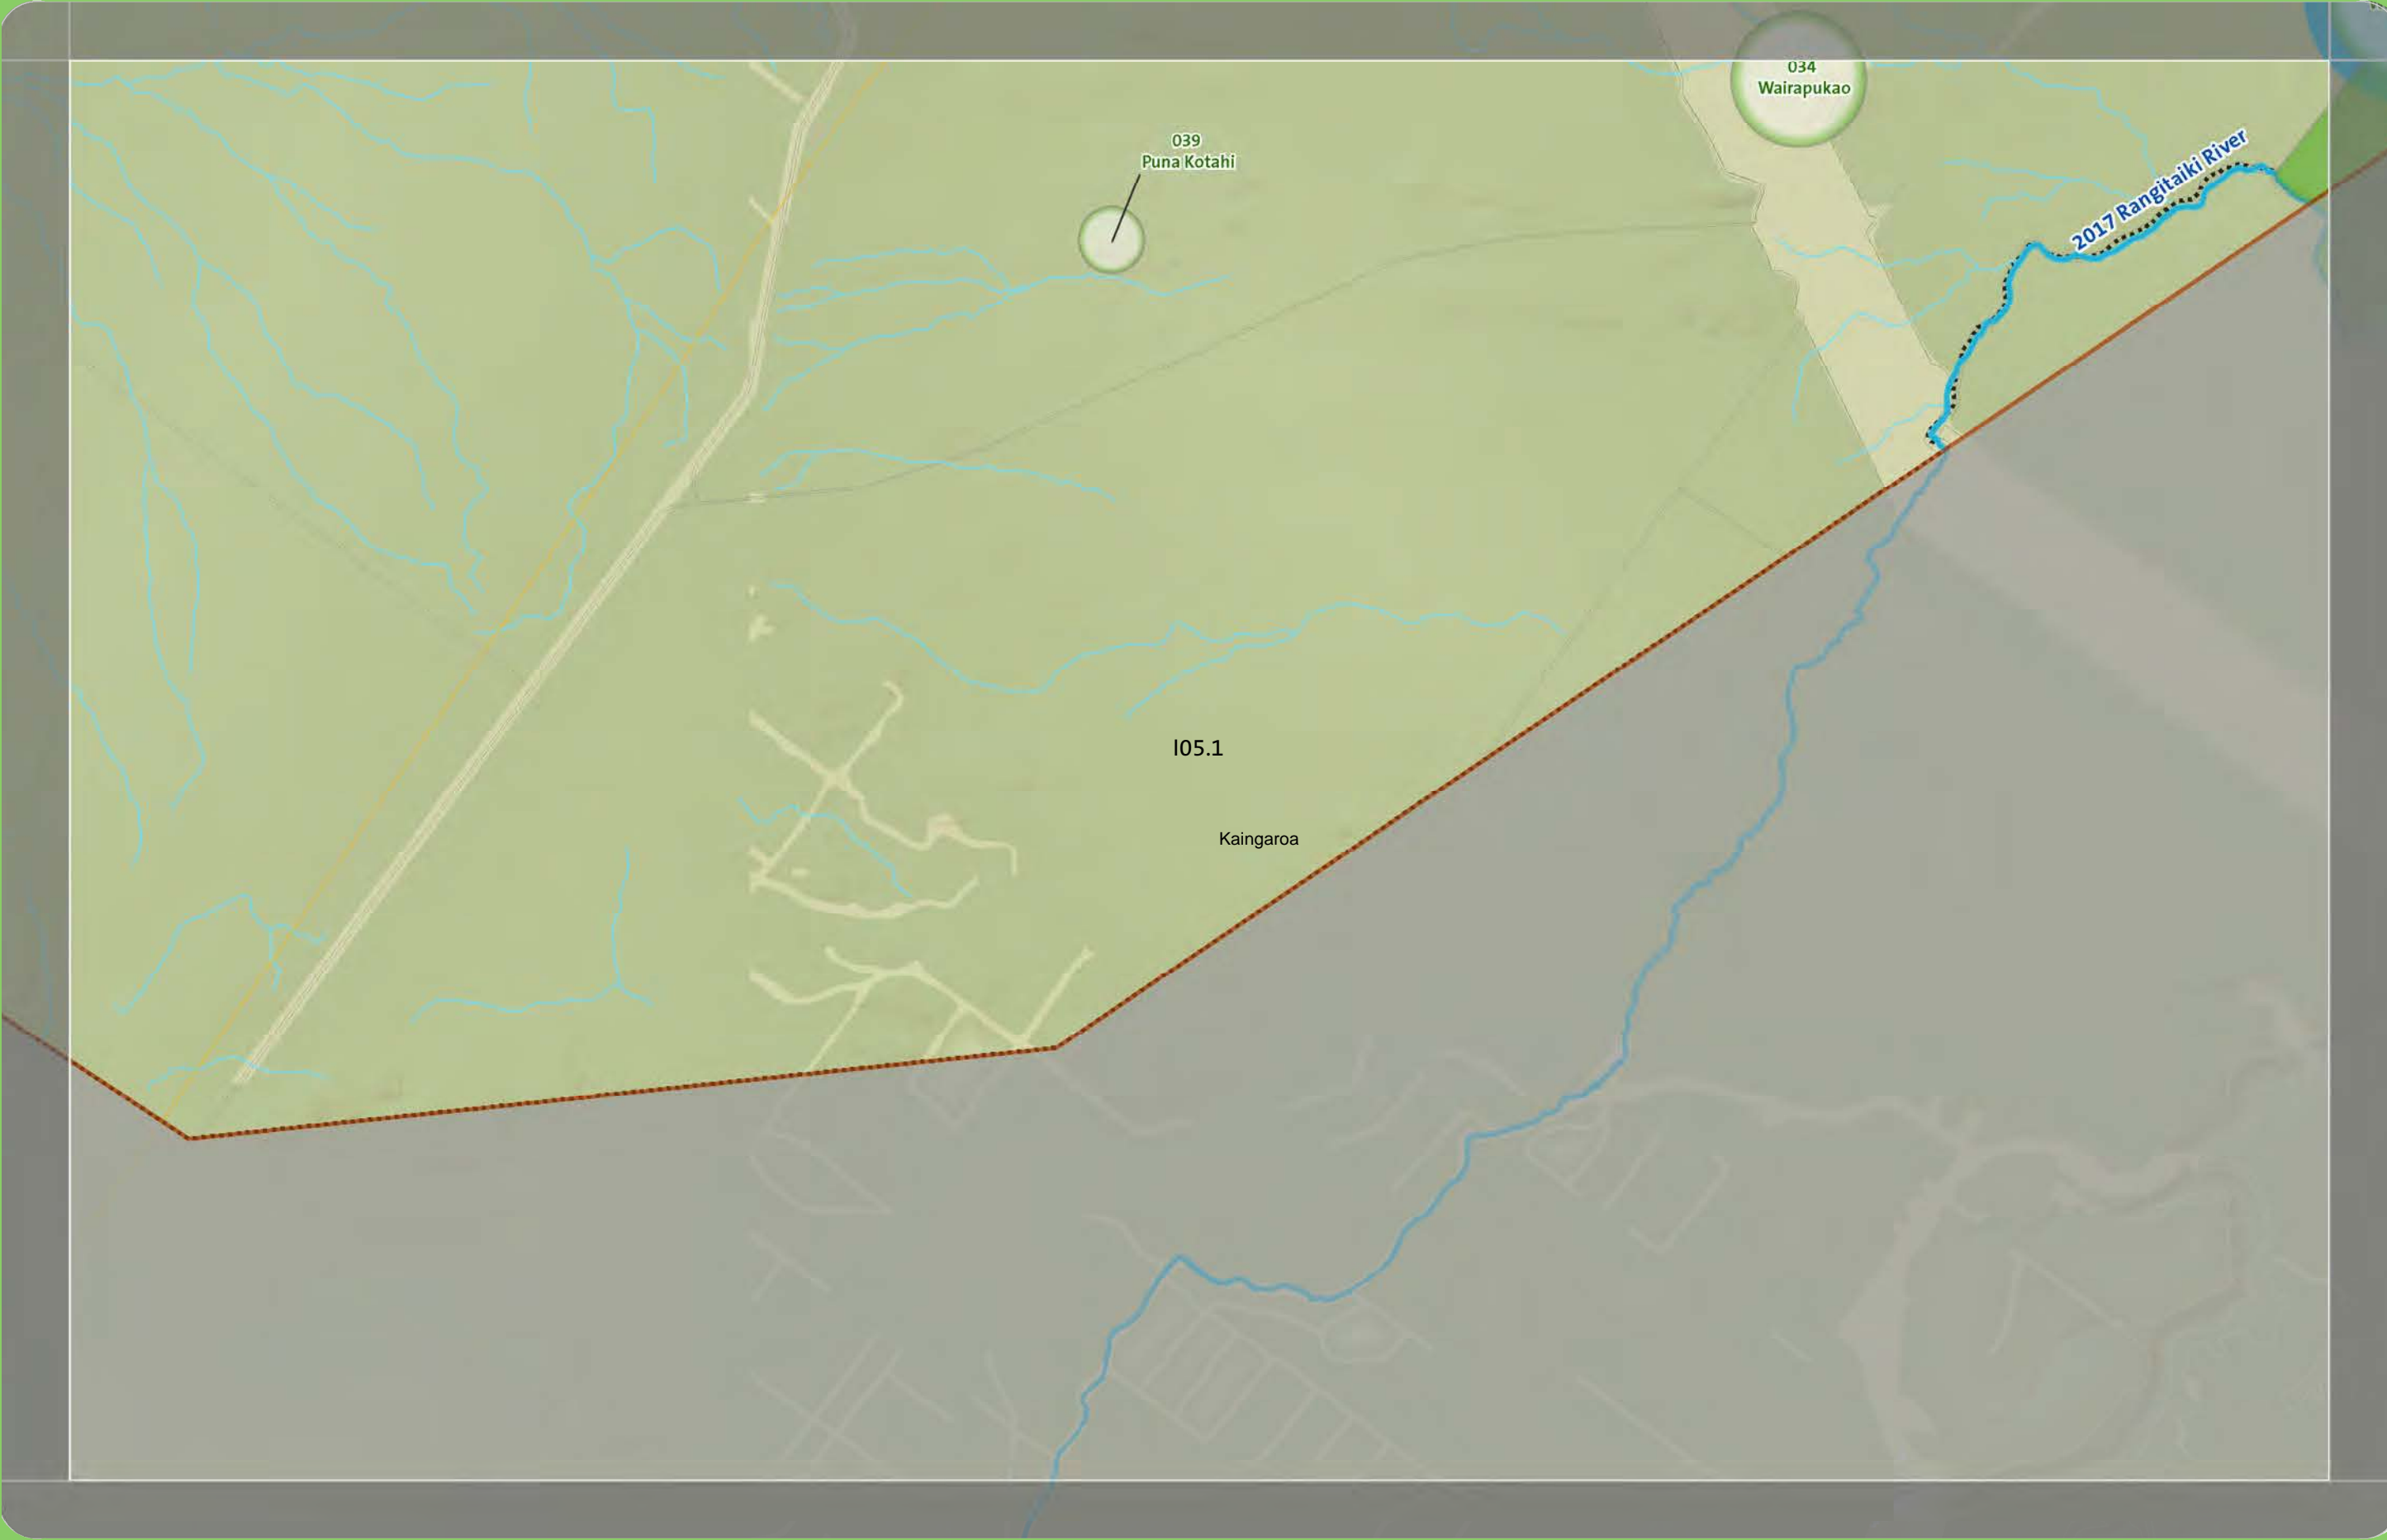 034
Wairapukao
039
Puna Kotahi
2017 Rangitaiki River
I05.1
Kaingaroa